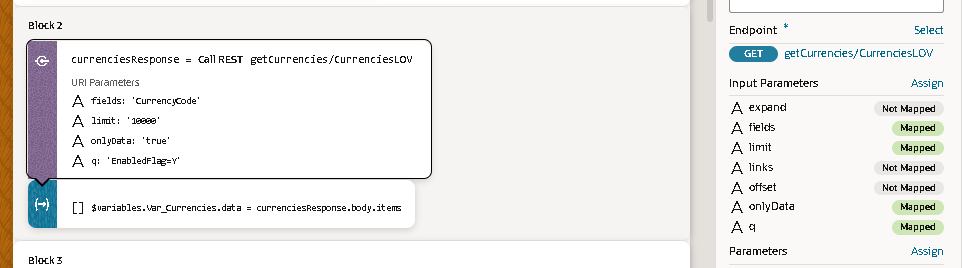 Block 2
currenciesResponse = Call REST getCurrencies/CurrenciesLOV
URI Parameters
A fields: 'CurrencyCode'
A limit: '10000'
A onlyData: 'true'
A q: 'EnabledFlag=Y'
[] $variables.Var_Currencies.data = currenciesResponse.body.items
Block 3
Endpoint * Select
GET getCurrencies/CurrenciesLOV
Input Parameters Assign
A expand Not Mapped
A fields Mapped
A limit Mapped
A links Not Mapped
A offset Not Mapped
A onlyData Mapped
A q Mapped
Parameters Assign